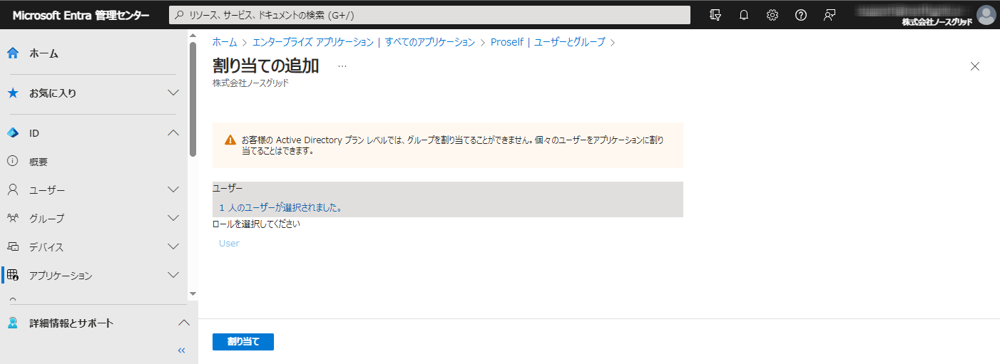 Microsoft Entra 管理センター
リソース、サービス、ドキュメントの検索 (G+/)
株式会社ノースグリッド
ホーム
お気に入り
ID
概要
ユーザー
グループ
デバイス
アプリケーション
詳細情報とサポート
ホーム > エンタープライズ アプリケーション | すべてのアプリケーション > Proself | ユーザーとグループ >
割り当ての追加 …
株式会社ノースグリッド
お客様の Active Directory プラン レベルでは、グループを割り当てることができません。個々のユーザーをアプリケーションに割り
当てることはできます。
ユーザー
1 人のユーザーが選択されました。
ロールを選択してください
User
割り当て